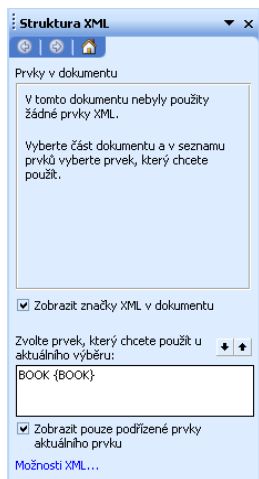 Struktura XML
Prvky v dokumentu
V tomto dokumentu nebyly použity
žádné prvky XML.
Vyberte část dokumentu a v seznamu
prvků vyberte prvek, který chcete
použít.
Zobrazit značky XML v dokumentu
Zvolte prvek, který chcete použít u
aktuálního výběru:
BOOK {BOOK}
Zobrazit pouze podřízené prvky
aktuálního prvku
Možnosti XML...